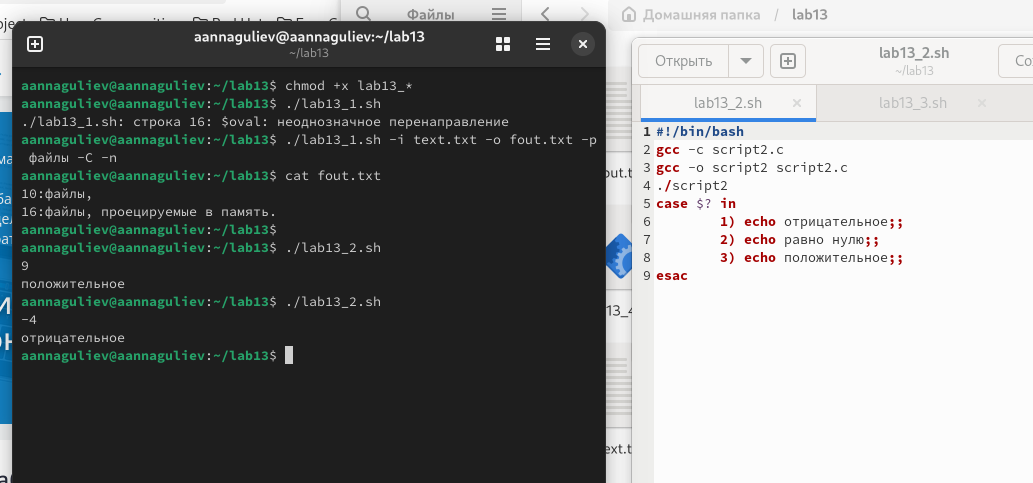 Файлы
Домашняя папка / lab13
aannaguliev@aannaguliev:~/lab13
~/lab13
aannaguliev@aannaguliev:~/lab13$ chmod +x lab13_*
aannaguliev@aannaguliev:~/lab13$ ./lab13_1.sh
./lab13_1.sh: строка 16: $oval: неоднозначное перенаправление
aannaguliev@aannaguliev:~/lab13$ ./lab13_1.sh -i text.txt -o fout.txt -p
файлы -C -n
aannaguliev@aannaguliev:~/lab13$ cat fout.txt
10:файлы,
16:файлы, проецируемые в память.
aannaguliev@aannaguliev:~/lab13$
aannaguliev@aannaguliev:~/lab13$ ./lab13_2.sh
9
положительное
aannaguliev@aannaguliev:~/lab13$ ./lab13_2.sh
-4
отрицательное
aannaguliev@aannaguliev:~/lab13$
Открыть
lab13_2.sh
~/lab13
lab13_2.sh
lab13_3.sh
1 #!/bin/bash
2 gcc -c script2.c
3 gcc -o script2 script2.c
4 ./script2
5 case $? in
6 1) echo отрицательное;;
7 2) echo равно нулю;;
8 3) echo положительное;;
9 esac